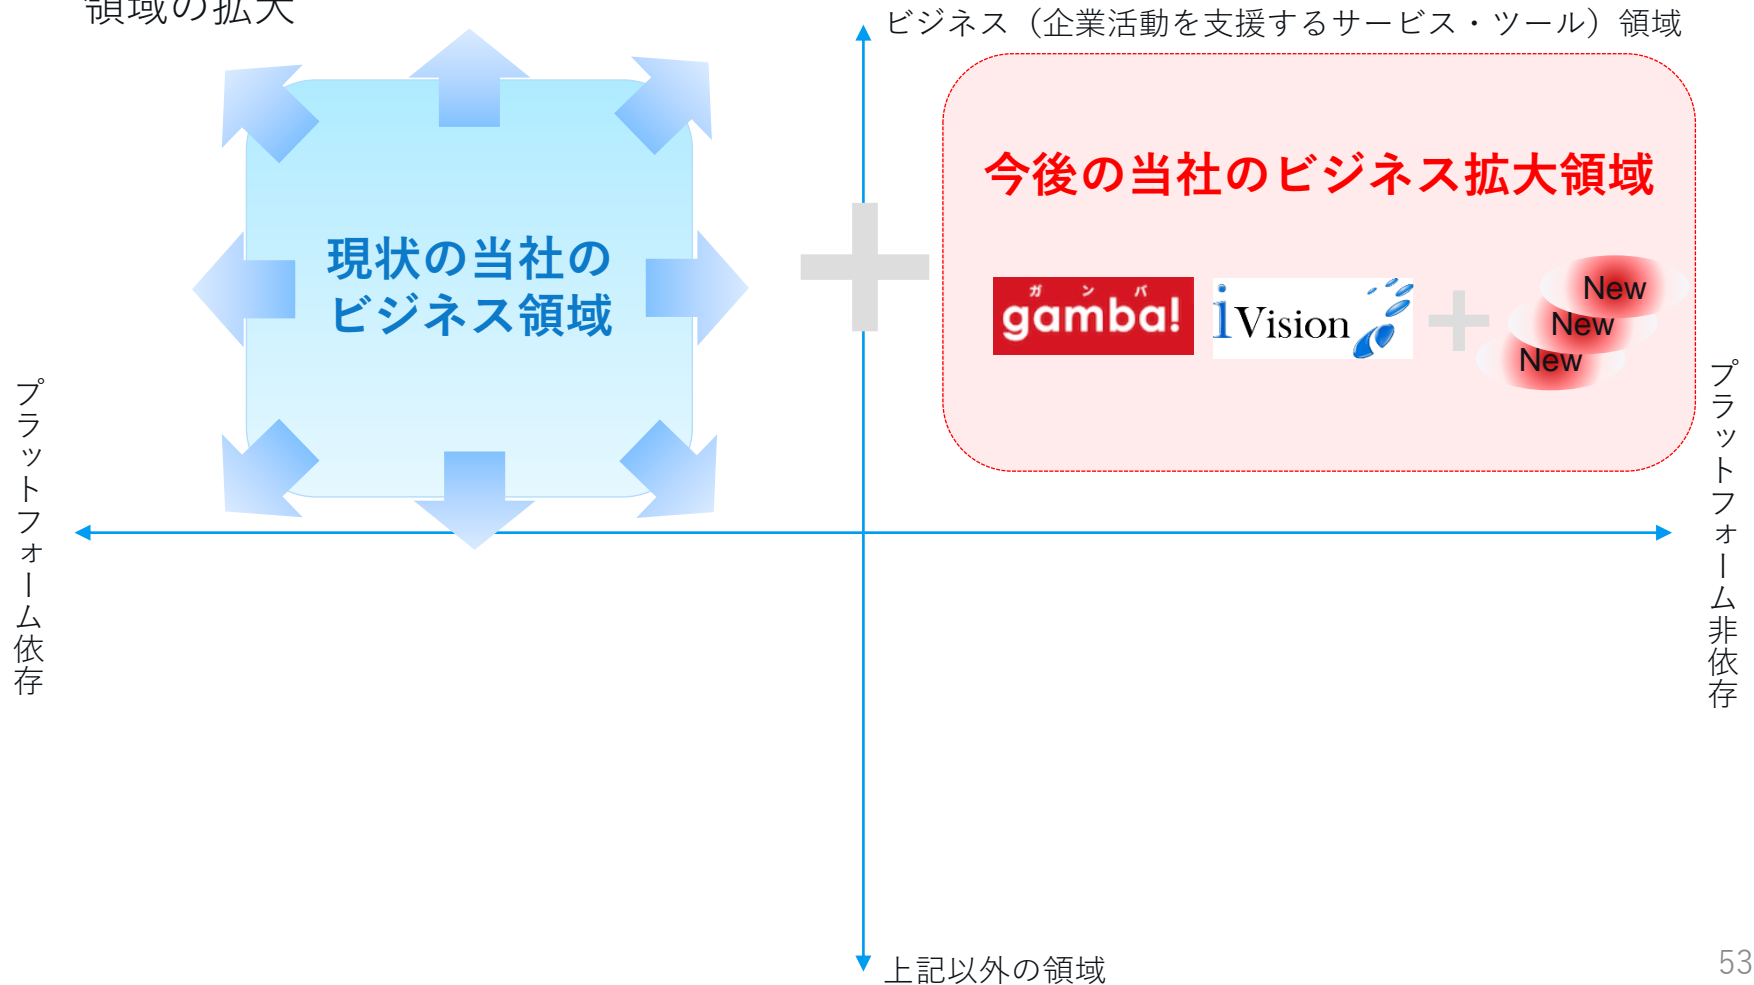 領域の拡大
ビジネス（企業活動を支援するサービス・ツール）領域
現状の当社の
ビジネス領域
今後の当社のビジネス拡大領域
ガンバ
gamba!
iVision
New
New
New
プラットフォーム依存
プラットフォーム非依存
上記以外の領域
53